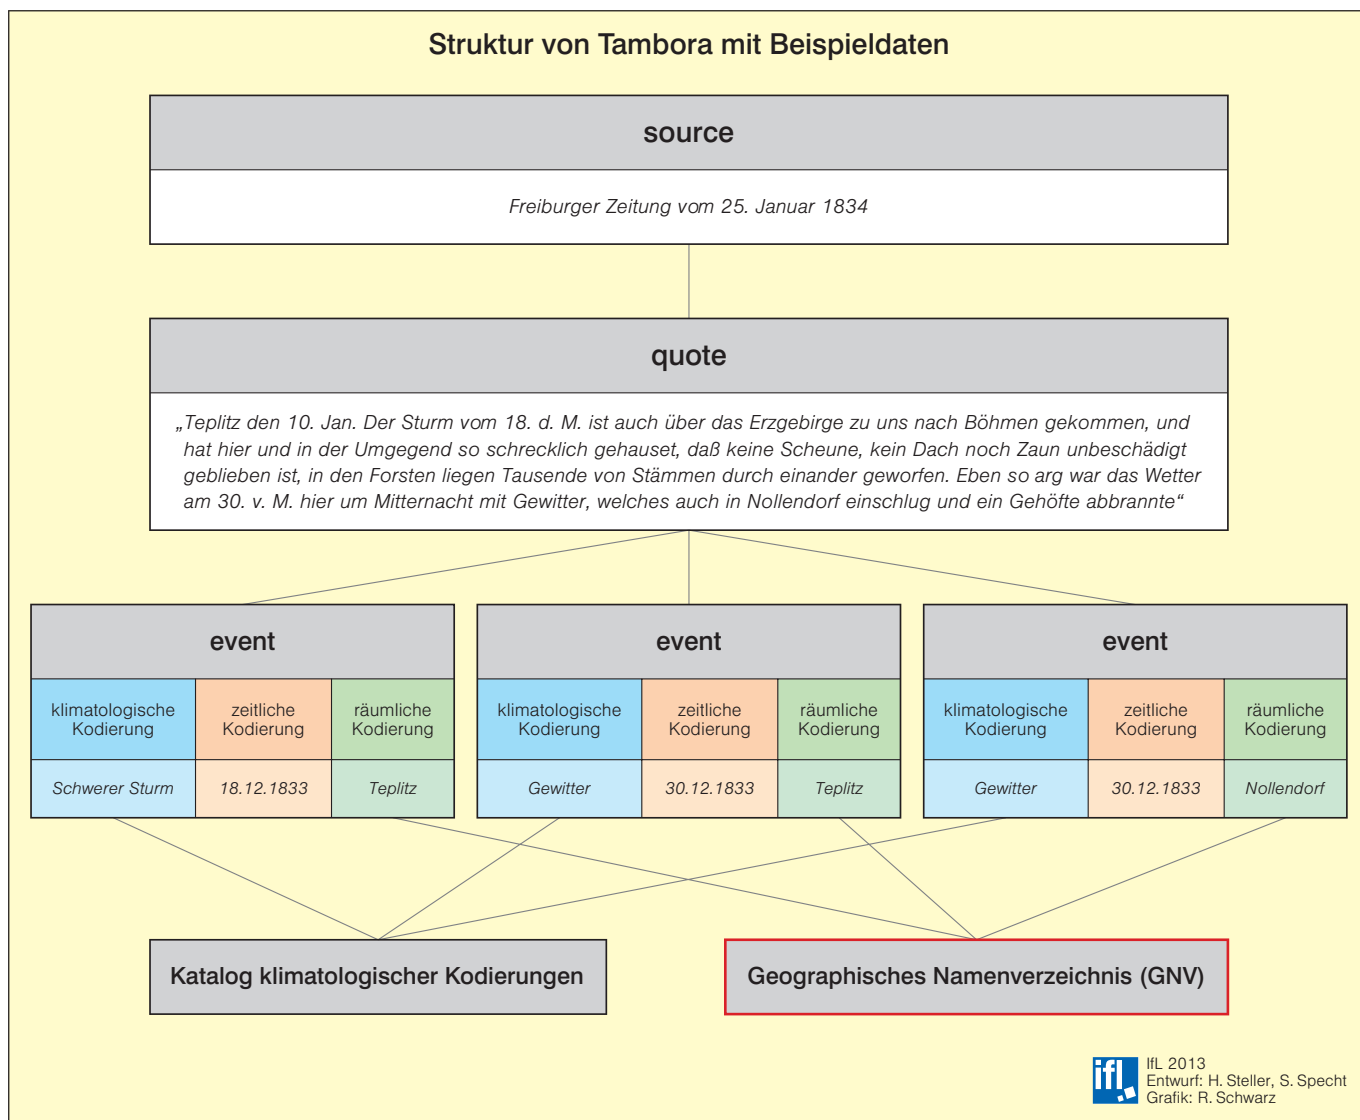 Struktur von Tambora mit Beispieldaten
source
Freiburger Zeitung vom 25. Januar 1834
quote
„Teplitz den 10. Jan. Der Sturm vom 18. d. M. ist auch über das Erzgebirge zu uns nach Böhmen gekommen, und
hat hier und in der Umgegend so schrecklich gehauset, daß keine Scheune, kein Dach noch Zaun unbeschädigt
geblieben ist, in den Forsten liegen Tausende von Stämmen durch einander geworfen. Eben so arg war das Wetter
am 30. v. M. hier um Mitternacht mit Gewitter, welches auch in Nollendorf einschlug und ein Gehöfte abbrannte“
event
klimatologische
Kodierung
zeitliche
Kodierung
räumliche
Kodierung
Schwerer Sturm
18.12.1833
Teplitz
event
klimatologische
Kodierung
zeitliche
Kodierung
räumliche
Kodierung
Gewitter
30.12.1833
Teplitz
event
klimatologische
Kodierung
zeitliche
Kodierung
räumliche
Kodierung
Gewitter
30.12.1833
Nollendorf
Katalog klimatologischer Kodierungen
Geographisches Namenverzeichnis (GNV)
ifl
IfL 2013
Entwurf: H. Steller, S. Specht
Grafik: R. Schwarz